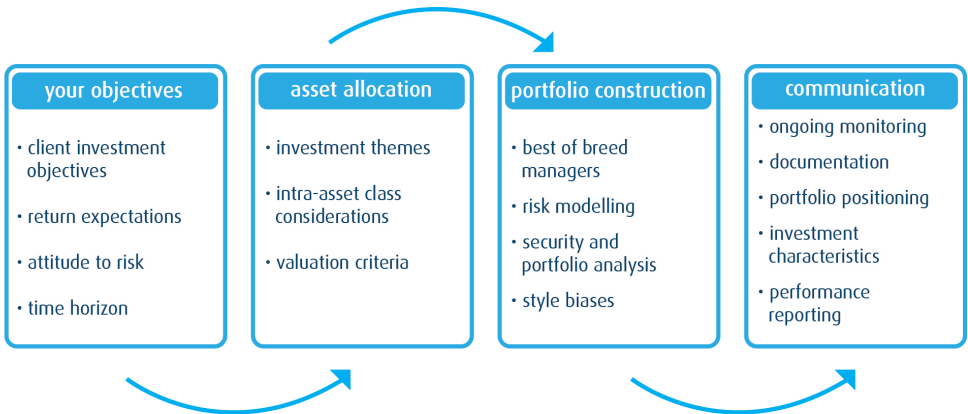 your objectives
• client investment
objectives
• return expectations
• attitude to risk
• time horizon
asset allocation
• investment themes
• intra-asset class
considerations
• valuation criteria
portfolio construction
• best of breed
managers
• risk modelling
• security and
portfolio analysis
• style biases
communication
• ongoing monitoring
• documentation
• portfolio positioning
• investment
characteristics
• performance
reporting